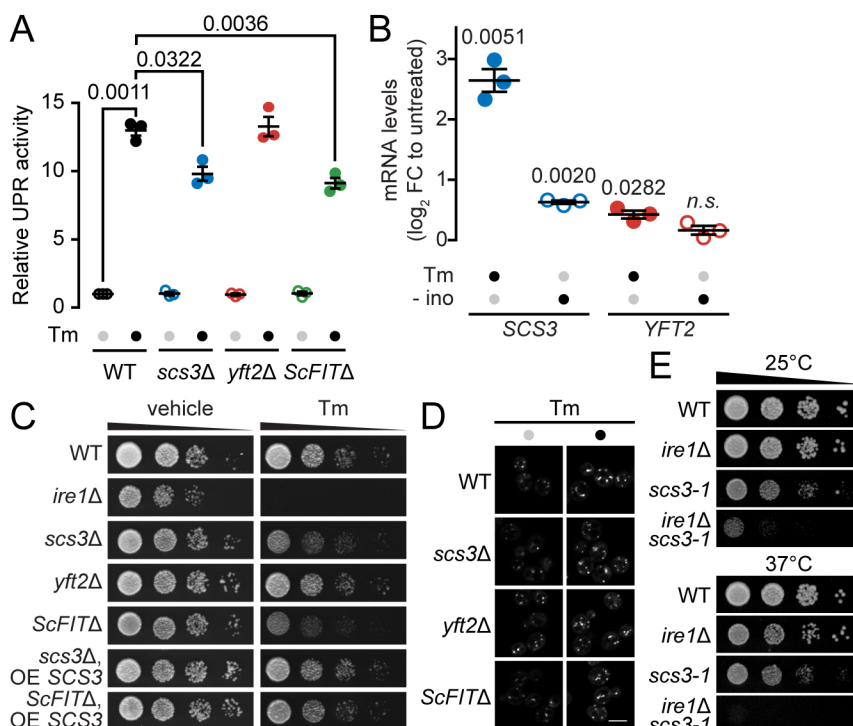 A
0.0036
0.0322
0.0011
15
10
5
0
Relative UPR activity
Tm
WT
scs3Δ
yft2Δ
ScFITΔ
B
0.0051
3
2
1
0
mRNA levels
(log2 FC to untreated)
0.0020
0.0282
n.s.
Tm
- ino
SCS3
YFT2
C
vehicle
Tm
WT
ire1Δ
scs3Δ
yft2Δ
ScFITΔ
scs3Δ,
OE SCS3
ScFITΔ,
OE SCS3
D
Tm
WT
scs3Δ
yft2Δ
ScFITΔ
E
25°C
WT
ire1Δ
scs3-1
ire1Δ
scs3-1
37°C
WT
ire1Δ
scs3-1
ire1Δ
scs3-1